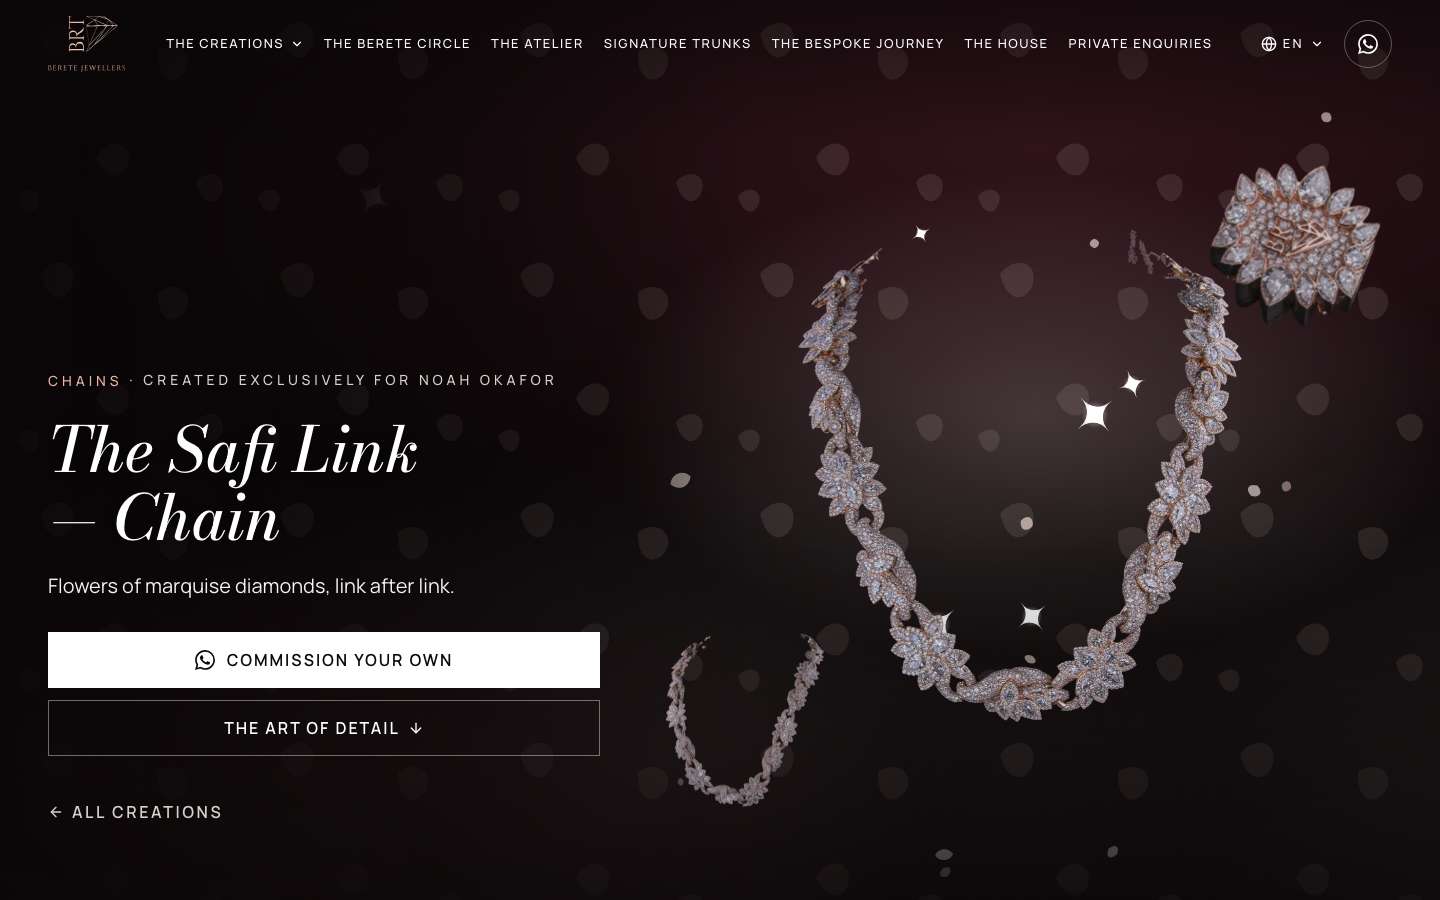 BRT
BERETE JEWELLERS
THE CREATIONS
THE BERETE CIRCLE
THE ATELIER
SIGNATURE TRUNKS
THE BESPOKE JOURNEY
THE HOUSE
PRIVATE ENQUIRIES
EN
CHAINS · CREATED EXCLUSIVELY FOR NOAH OKAFOR
The Safi Link
— Chain
Flowers of marquise diamonds, link after link.
COMMISSION YOUR OWN
THE ART OF DETAIL ↓
← ALL CREATIONS